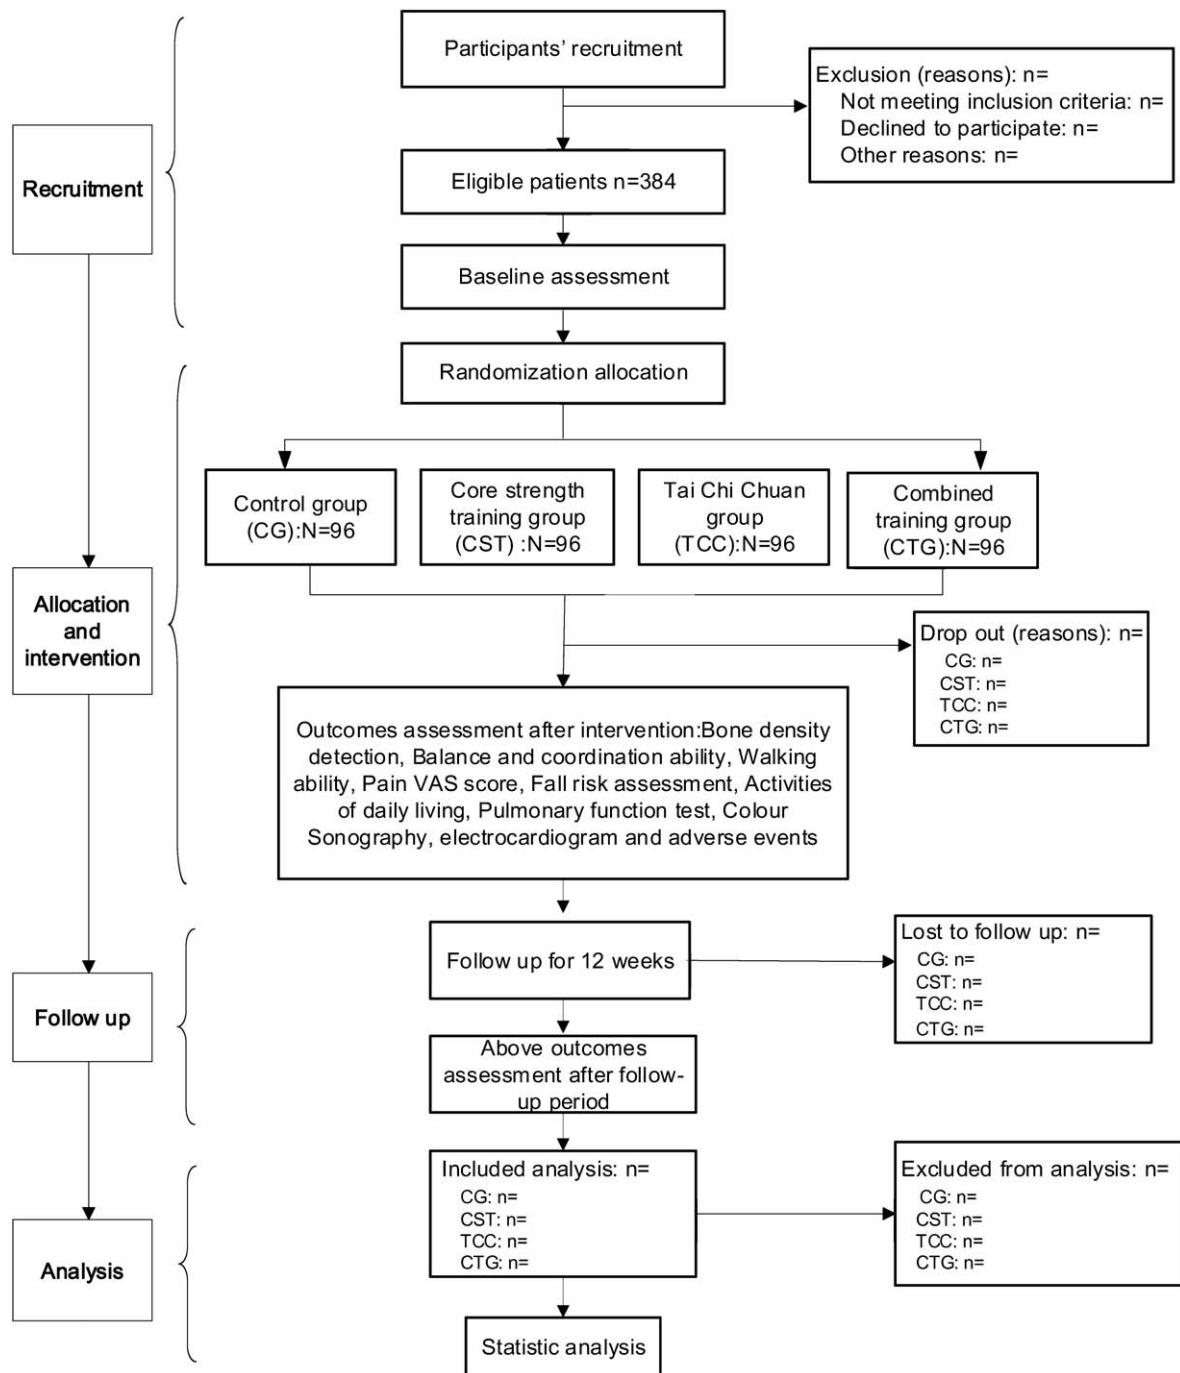 Participants’ recruitment
Exclusion (reasons): n=
Not meeting inclusion criteria: n=
Declined to participate: n=
Other reasons: n=
Recruitment
Eligible patients n=384
Baseline assessment
Randomization allocation
Control group
(CG):N=96
Core strength
training group
(CST) :N=96
Tai Chi Chuan
group
(TCC):N=96
Combined
training group
(CTG):N=96
Allocation
and
intervention
Drop out (reasons): n=
CG: n=
CST: n=
TCC: n=
CTG: n=
Outcomes assessment after intervention:Bone density
detection, Balance and coordination ability, Walking
ability, Pain VAS score, Fall risk assessment, Activities
of daily living, Pulmonary function test, Colour
Sonography, electrocardiogram and adverse events
Follow up for 12 weeks
Lost to follow up: n=
CG: n=
CST: n=
TCC: n=
CTG: n=
Follow up
Above outcomes
assessment after follow-
up period
Included analysis: n=
CG: n=
CST: n=
TCC: n=
CTG: n=
Excluded from analysis: n=
CG: n=
CST: n=
TCC: n=
CTG: n=
Analysis
Statistic analysis